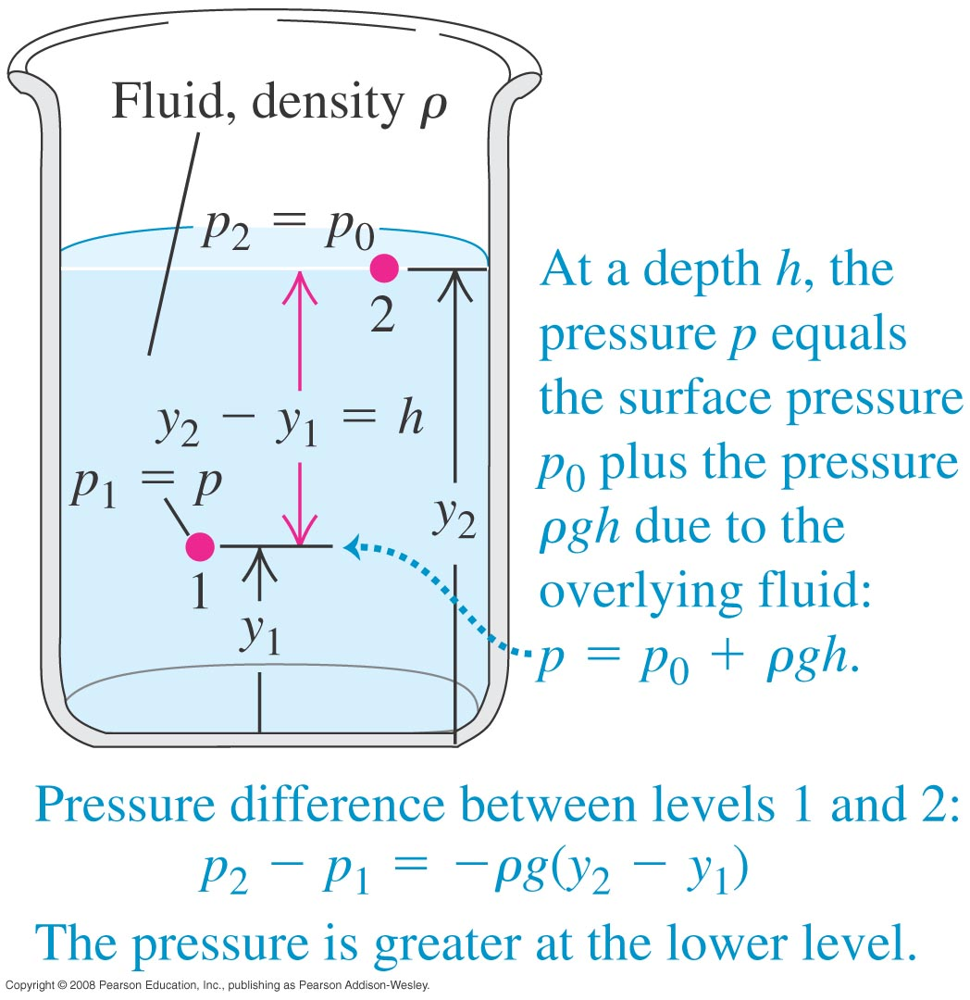 Fluid, density ρ
p₂ = p₀
2
y₂ − y₁ = h
p₁ = p
1
y₁
y₂
At a depth h, the
pressure p equals
the surface pressure
p₀ plus the pressure
ρgh due to the
overlying fluid:
p = p₀ + ρgh.
Pressure difference between levels 1 and 2:
p₂ − p₁ = −ρg(y₂ − y₁)
The pressure is greater at the lower level.
Copyright © 2008 Pearson Education, Inc., publishing as Pearson Addison-Wesley.